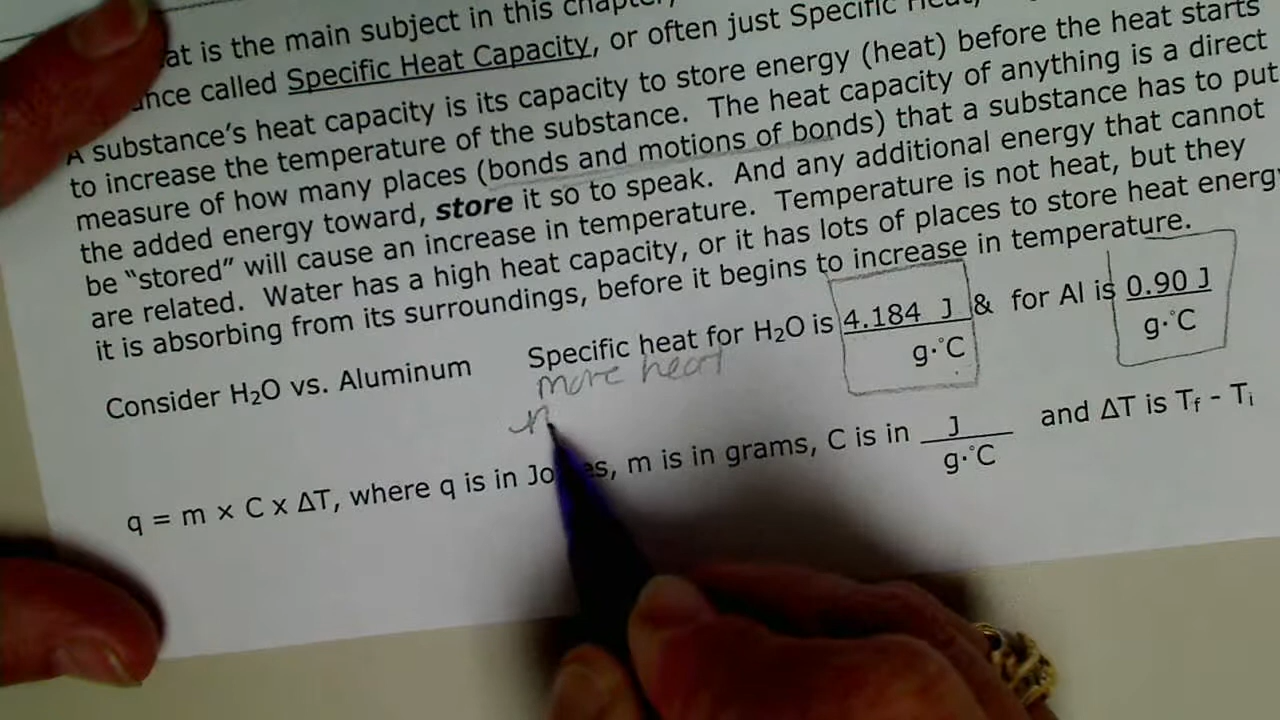 at is the main subject in this chapter,
ance called Specific Heat Capacity, or often just Specific Heat,
A substance's heat capacity is its capacity to store energy (heat) before the heat starts
to increase the temperature of the substance. The heat capacity of anything is a direct
measure of how many places (bonds and motions of bonds) that a substance has to put
the added energy toward, store it so to speak. And any additional energy that cannot
be "stored" will cause an increase in temperature. Temperature is not heat, but they
are related. Water has a high heat capacity, or it has lots of places to store heat energy
it is absorbing from its surroundings, before it begins to increase in temperature.
Consider H₂O vs. Aluminum Specific heat for H₂O is 4.184 J & for Al is 0.90 J
g·°C g·°C
more heat
q = m × C x ΔT, where q is in Jo es, m is in grams, C is in J and ΔT is Tf - Ti
g·°C